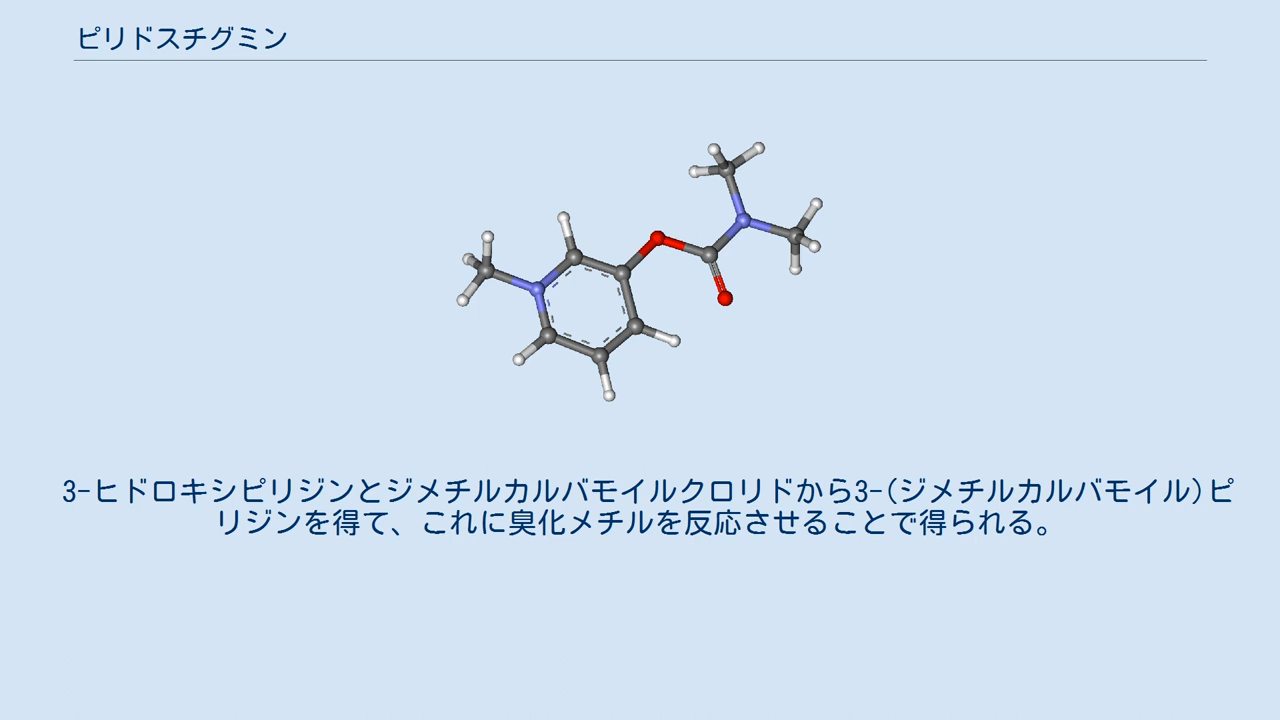 ピリドスチグミン
3-ヒドロキシピリジンとジメチルカルバモイルクロリドから3-(ジメチルカルバモイル)ピ
リジンを得て、これに臭化メチルを反応させることで得られる。